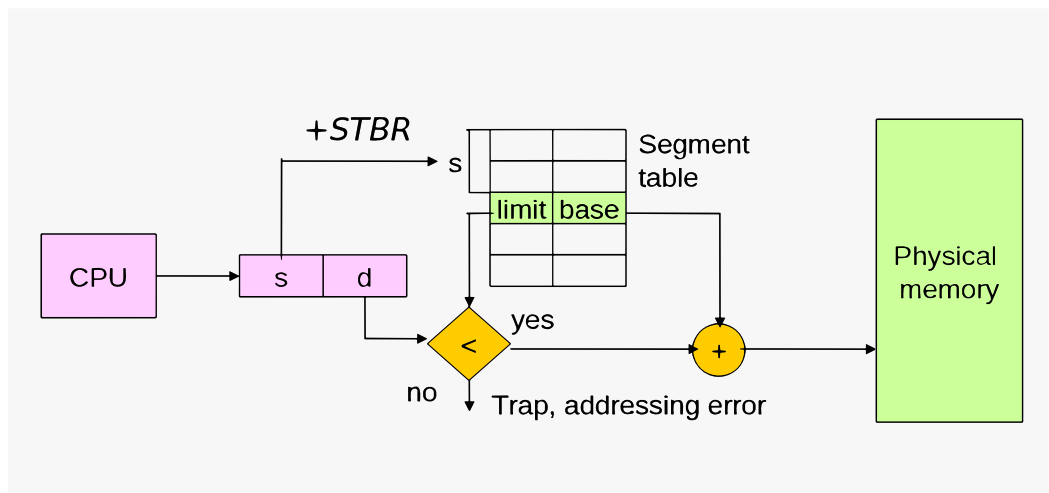 +STBR
s
Segment
table
limit base
CPU
s d
Physical
memory
yes
<
+
no
Trap, addressing error